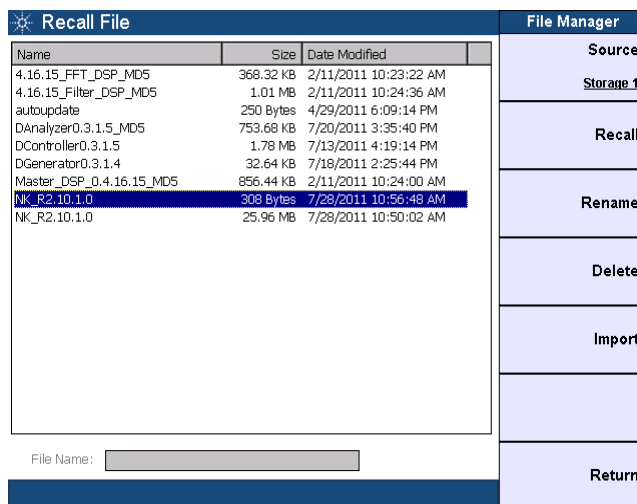 Recall File
File Manager
Name Size Date Modified
4.16.15_FFT_DSP_MD5 368.32 KB 2/11/2011 10:23:22 AM
4.16.15_Filter_DSP_MD5 1.01 MB 2/11/2011 10:24:36 AM
autoupdate 250 Bytes 4/29/2011 6:09:14 PM
DAnalyzer0.3.1.5_MD5 753.68 KB 7/20/2011 3:35:40 PM
DController0.3.1.5 1.78 MB 7/13/2011 4:19:14 PM
DGenerator0.3.1.4 32.64 KB 7/18/2011 2:25:44 PM
Master_DSP_0.4.16.15_MD5 856.44 KB 2/11/2011 10:24:00 AM
NK_R2.10.1.0 308 Bytes 7/28/2011 10:56:48 AM
NK_R2.10.1.0 25.96 MB 7/28/2011 10:50:02 AM
File Name:
Source
Storage 1
Recall
Rename
Delete
Import
Return